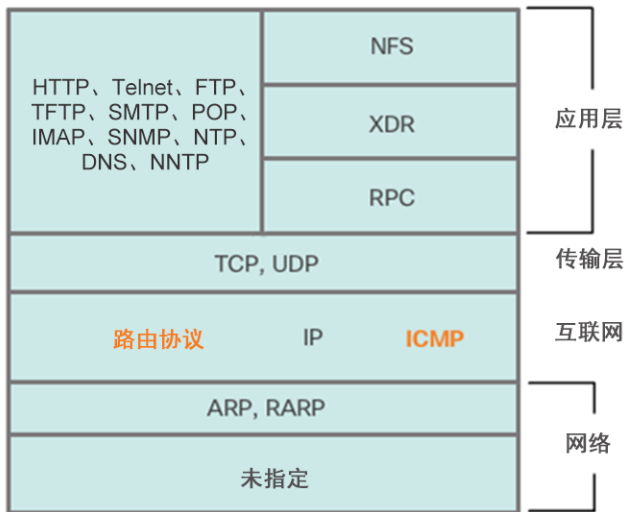 HTTP、Telnet、FTP、
TFTP、SMTP、POP、
IMAP、SNMP、NTP、
DNS、NNTP
NFS
XDR
RPC
应用层
TCP, UDP
传输层
路由协议 IP ICMP
互联网
ARP, RARP
未指定
网络